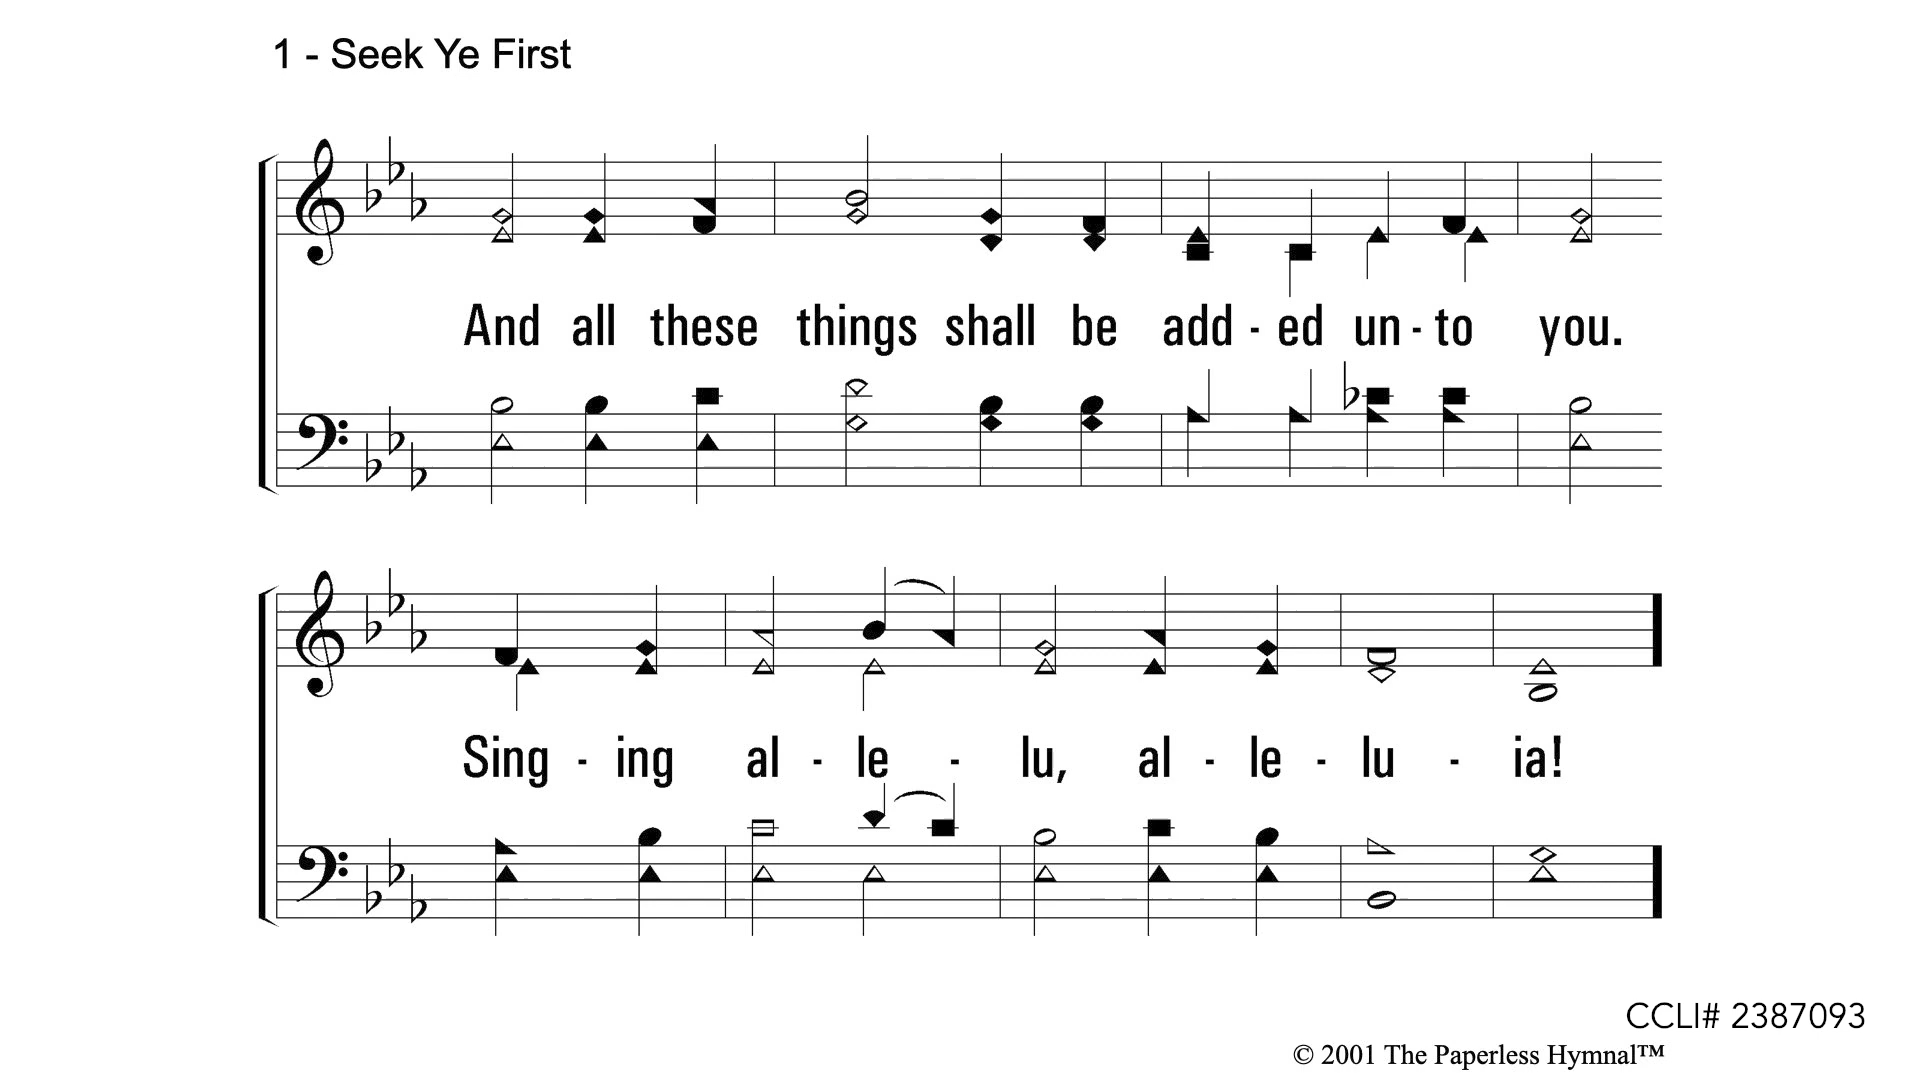 1 - Seek Ye First
And all these things shall be add - ed un - to you.
Sing - ing al - le - lu, al - le - lu - ia!
CCLI# 2387093
© 2001 The Paperless Hymnal™